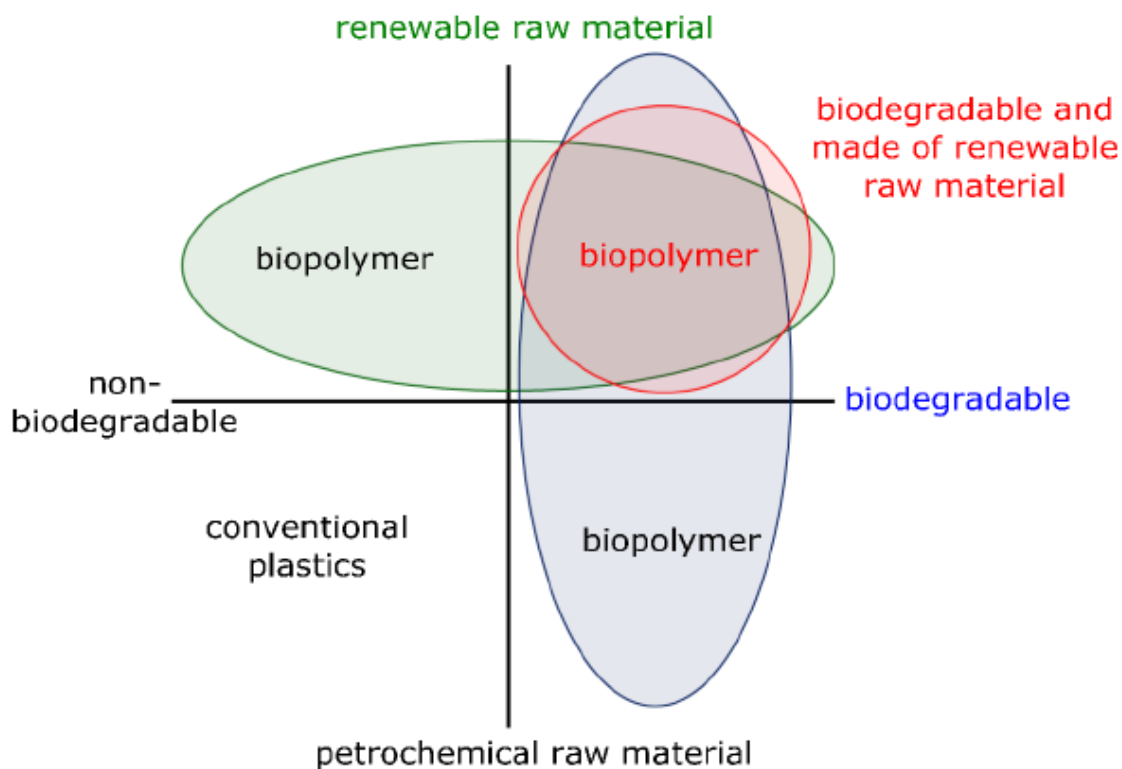 renewable raw material
biodegradable and
made of renewable
raw material
biopolymer
biopolymer
non-
biodegradable
biodegradable
conventional
plastics
biopolymer
petrochemical raw material